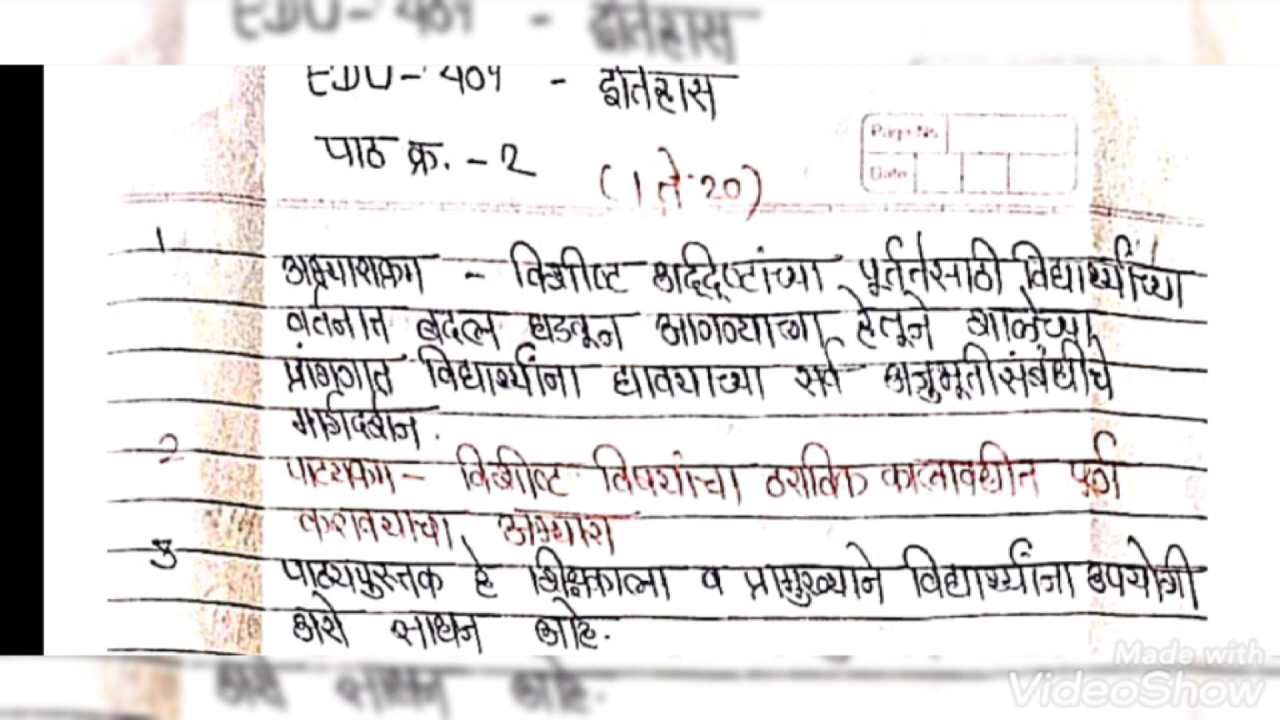 EDU-409 - इतिहास
पाठ क्र. - 2
(1 ते 20)
Page No
Date
1
अभ्यासक्रम - विशीष्ट उद्दिष्टांच्या पूर्ततेसाठी विद्यार्थ्यांच्या
वर्तनात बदल घडवून आणण्याच्या हेतूने शाळेच्या
प्रांगणात विद्यार्थ्यांना द्यावयाच्या सर्व अनुभूतीसंबंधीचे
मार्गदर्शन.
2
पाठ्यक्रम - विशीष्ट विषयांचा ठराविक कालावधीत पूर्ण
करावयाचा अभ्यास
3
पाठ्यपुस्तक हे शिक्षकाला व प्रामुख्याने विद्यार्थ्यांना उपयोगी
असे साधन आहे.
Made with
VideoShow